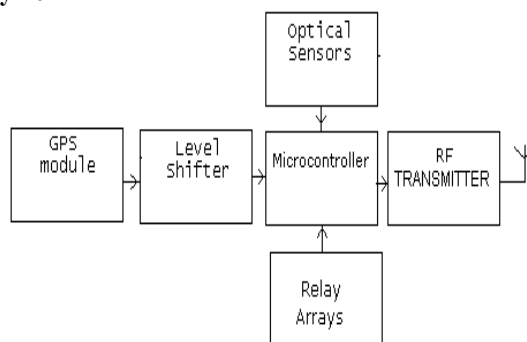 Optical
Sensors
GPS
module
Level
Shifter
Microcontroller
RF
TRANSMITTER
Relay
Arrays